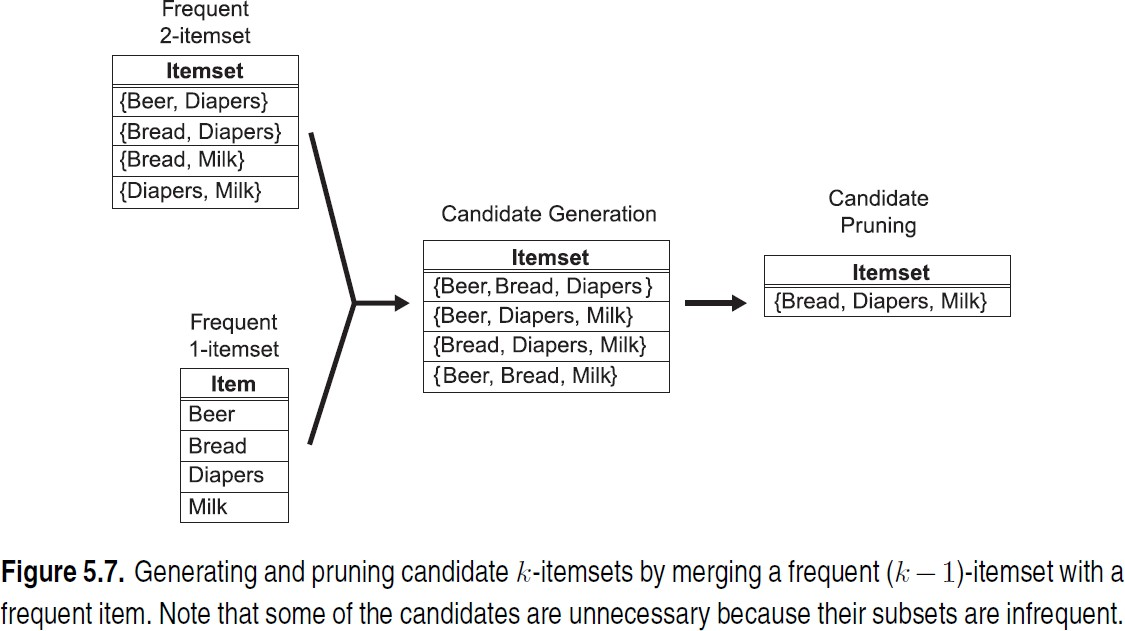 Frequent
2-itemset
Itemset
{Beer, Diapers}
{Bread, Diapers}
{Bread, Milk}
{Diapers, Milk}
Frequent
1-itemset
Item
Beer
Bread
Diapers
Milk
Candidate Generation
Itemset
{Beer, Bread, Diapers}
{Beer, Diapers, Milk}
{Bread, Diapers, Milk}
{Beer, Bread, Milk}
Candidate
Pruning
Itemset
{Bread, Diapers, Milk}
Figure 5.7. Generating and pruning candidate k-itemsets by merging a frequent (k − 1)-itemset with a
frequent item. Note that some of the candidates are unnecessary because their subsets are infrequent.